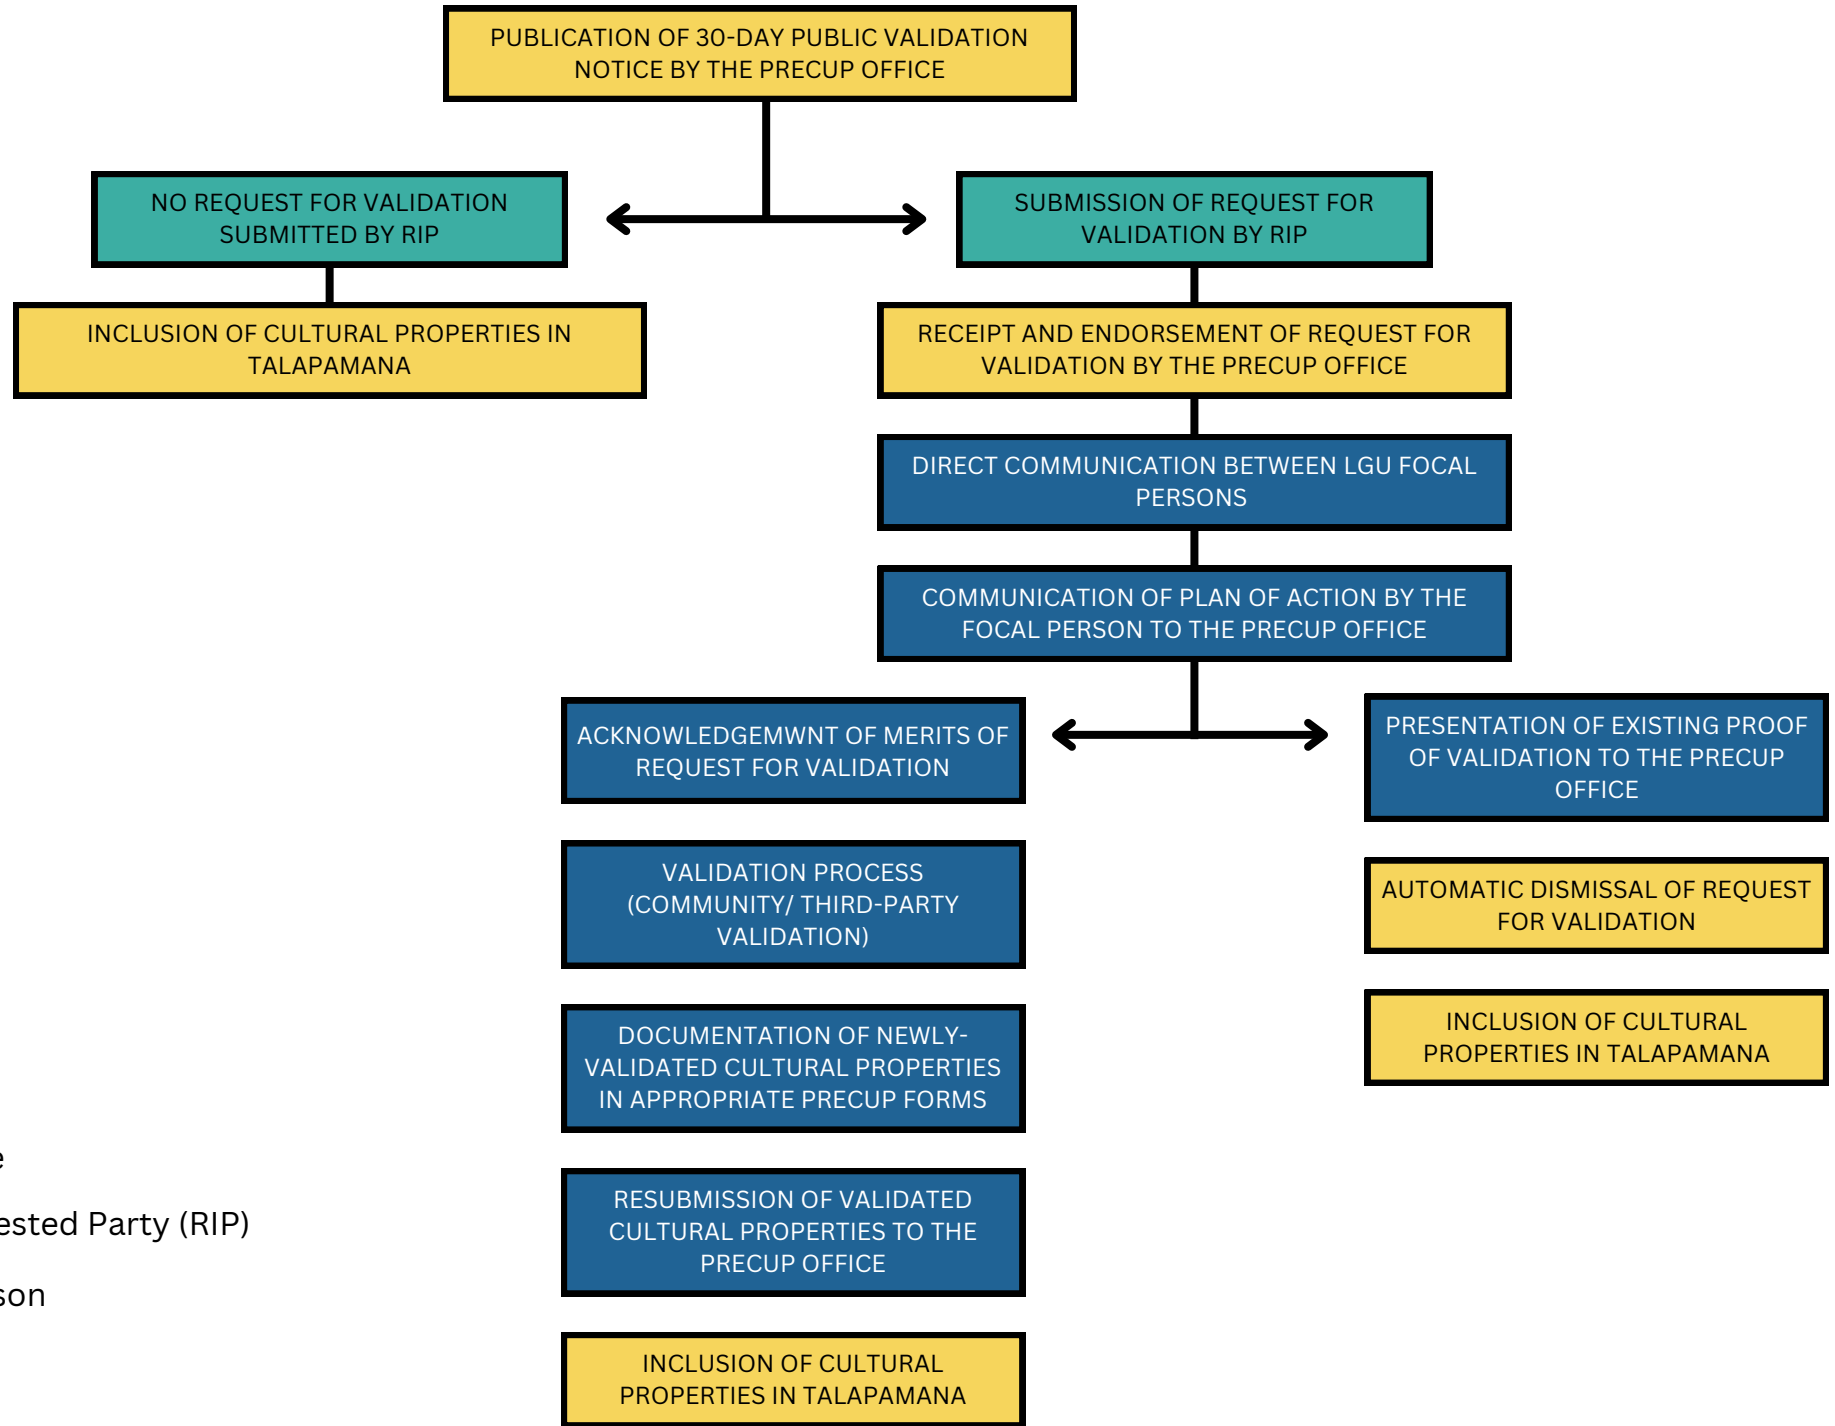 PUBLICATION OF 30-DAY PUBLIC VALIDATION
NOTICE BY THE PRECUP OFFICE
NO REQUEST FOR VALIDATION
SUBMITTED BY RIP
SUBMISSION OF REQUEST FOR
VALIDATION BY RIP
INCLUSION OF CULTURAL PROPERTIES IN
TALAPAMANA
RECEIPT AND ENDORSEMENT OF REQUEST FOR
VALIDATION BY THE PRECUP OFFICE
DIRECT COMMUNICATION BETWEEN LGU FOCAL
PERSONS
COMMUNICATION OF PLAN OF ACTION BY THE
FOCAL PERSON TO THE PRECUP OFFICE
ACKNOWLEDGEMWNT OF MERITS OF
REQUEST FOR VALIDATION
VALIDATION PROCESS
(COMMUNITY/ THIRD-PARTY
VALIDATION)
DOCUMENTATION OF NEWLY-
VALIDATED CULTURAL PROPERTIES
IN APPROPRIATE PRECUP FORMS
RESUBMISSION OF VALIDATED
CULTURAL PROPERTIES TO THE
PRECUP OFFICE
INCLUSION OF CULTURAL
PROPERTIES IN TALAPAMANA
PRESENTATION OF EXISTING PROOF
OF VALIDATION TO THE PRECUP
OFFICE
AUTOMATIC DISMISSAL OF REQUEST
FOR VALIDATION
INCLUSION OF CULTURAL
PROPERTIES IN TALAPAMANA
Party (RIP)